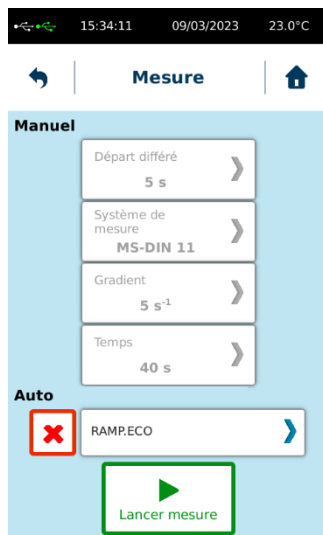 15:34:11 09/03/2023 23.0°C
Mesure
Manuel
Départ différé
5 s
Système de
mesure
MS-DIN 11
Gradient
5 s⁻¹
Temps
40 s
Auto
RAMP.ECO
Lancer mesure